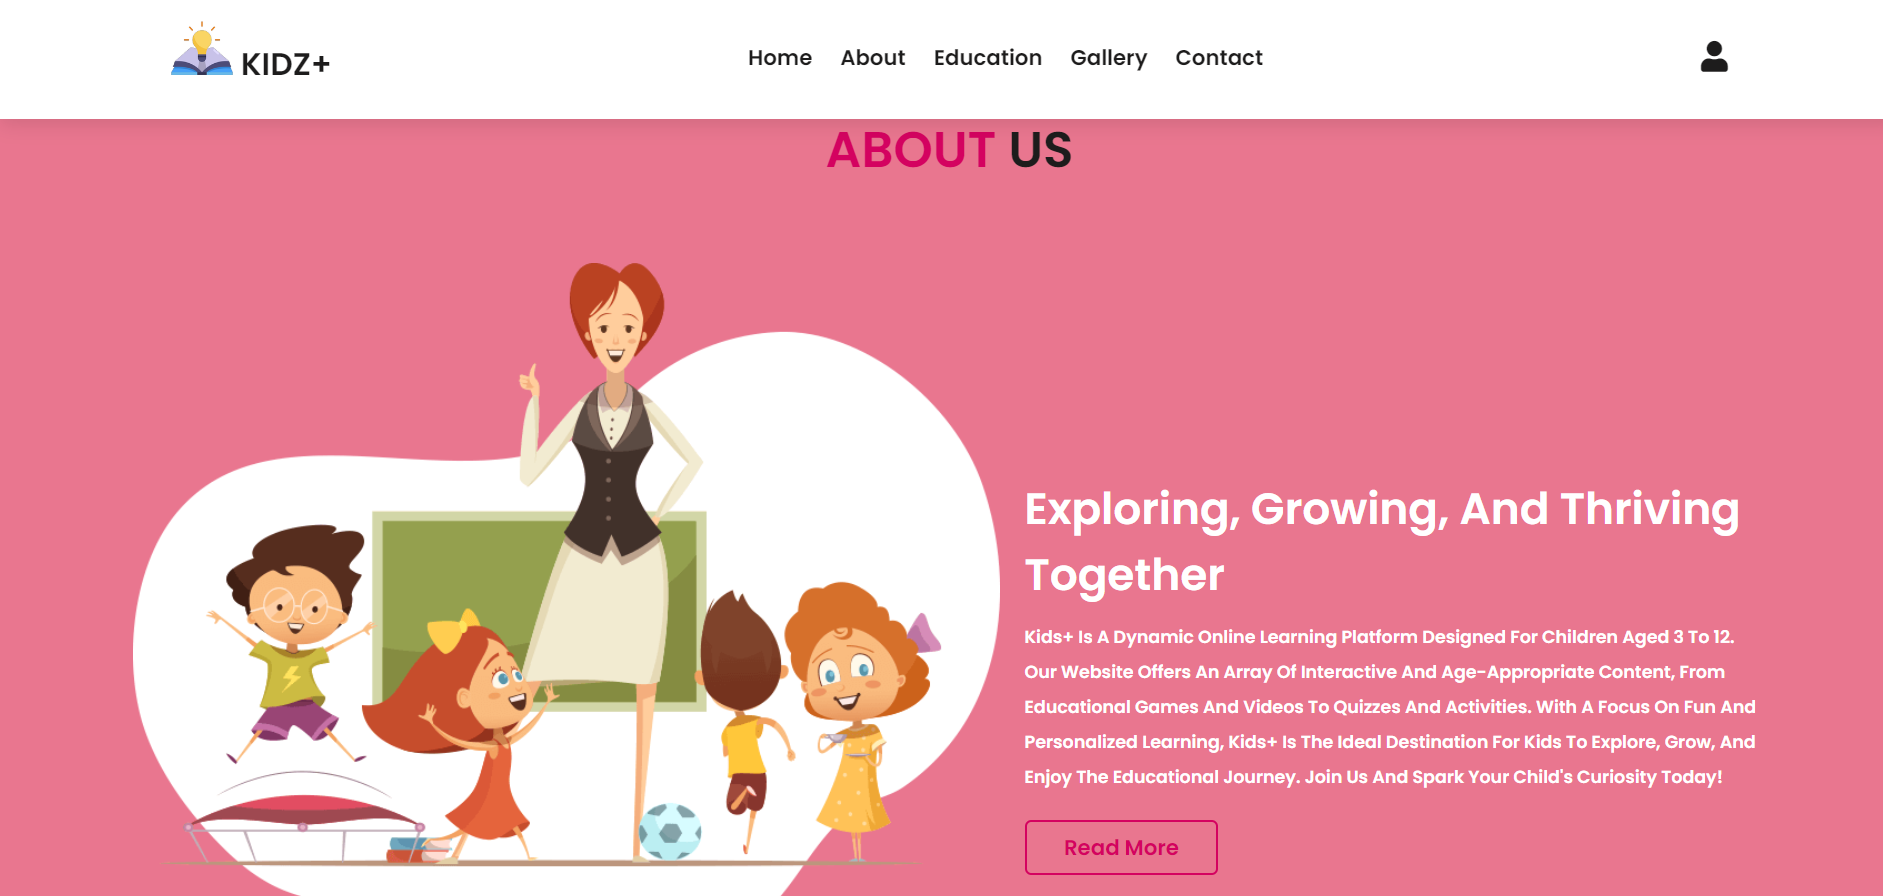 KIDZ+
Home About Education Gallery Contact
ABOUT US
Exploring, Growing, And Thriving
Together
Kids+ Is A Dynamic Online Learning Platform Designed For Children Aged 3 To 12.
Our Website Offers An Array Of Interactive And Age-Appropriate Content, From
Educational Games And Videos To Quizzes And Activities. With A Focus On Fun And
Personalized Learning, Kids+ Is The Ideal Destination For Kids To Explore, Grow, And
Enjoy The Educational Journey. Join Us And Spark Your Child's Curiosity Today!
Read More